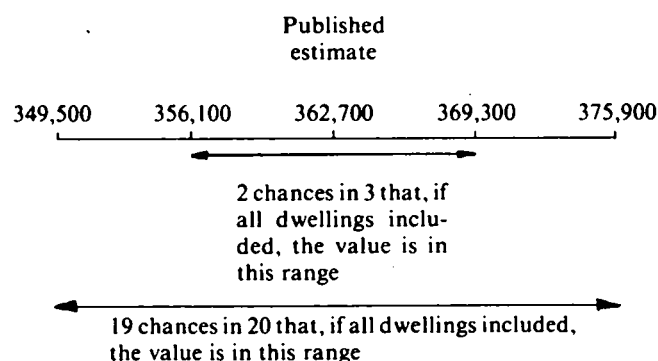 Published
estimate
349,500 356,100 362,700 369,300 375,900
2 chances in 3 that, if
all dwellings inclu-
ded, the value is in
this range
19 chances in 20 that, if all dwellings included,
the value is in this range